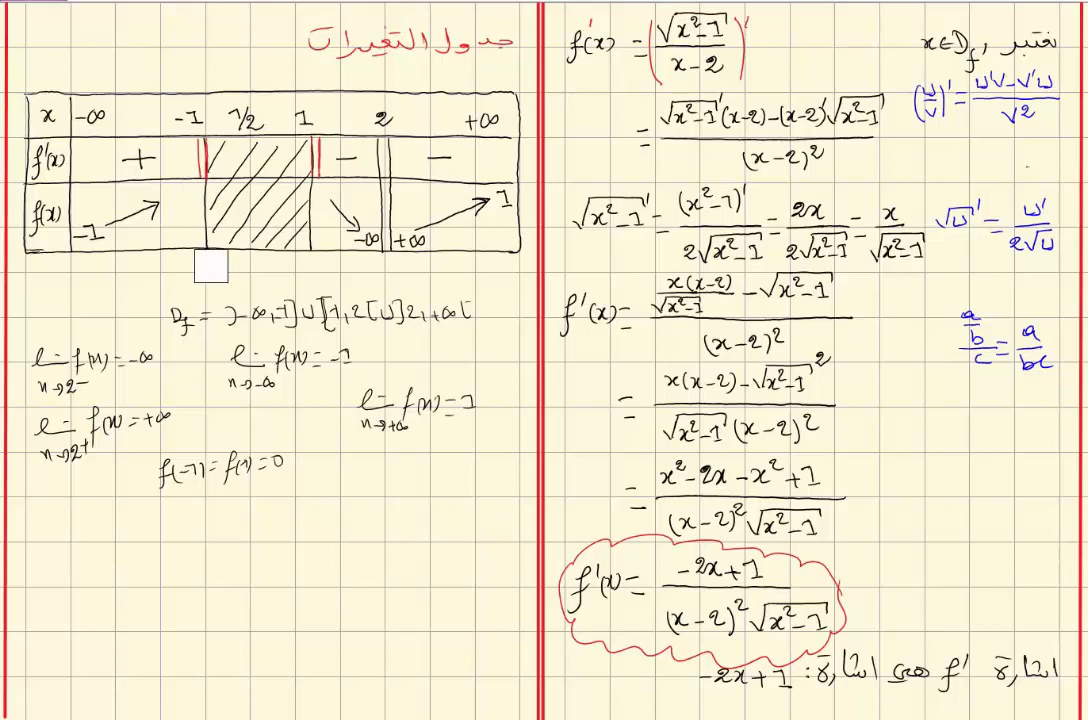 جدول التغيرات
x -∞ -1 1/2 1 2 +∞
f'(x) + - -
f(x) -1 -∞ +∞ 1
D_f = ]-∞,-1]∪[1,2[∪]2,+∞[
lim f(x) = -∞
x→2-
lim f(x) = -1
x→-∞
lim f(x) = 1
x→+∞
lim f(x) = +∞
x→2+
f(-1) = f(1) = 0
نعتبر x∈D_f'
f'(x) = (√(x²-1)/(x-2))'
(u/v)' = (u'v-v'u)/v²
= (√(x²-1)'(x-2)-(x-2)'√(x²-1))/(x-2)²
√(x²-1)' = (x²-1)'/(2√(x²-1)) = 2x/(2√(x²-1)) = x/√(x²-1)
√u' = u'/(2√u)
f'(x) = (x(x-2)/√(x²-1) - √(x²-1))/(x-2)²
(a/b)/c = a/bc
= (x(x-2)-√(x²-1)²)/(√(x²-1)(x-2)²)
= (x²-2x-x²+1)/((x-2)²√(x²-1))
f'(x) = (-2x+1)/((x-2)²√(x²-1))
اشارة f' هي اشارة: -2x+1